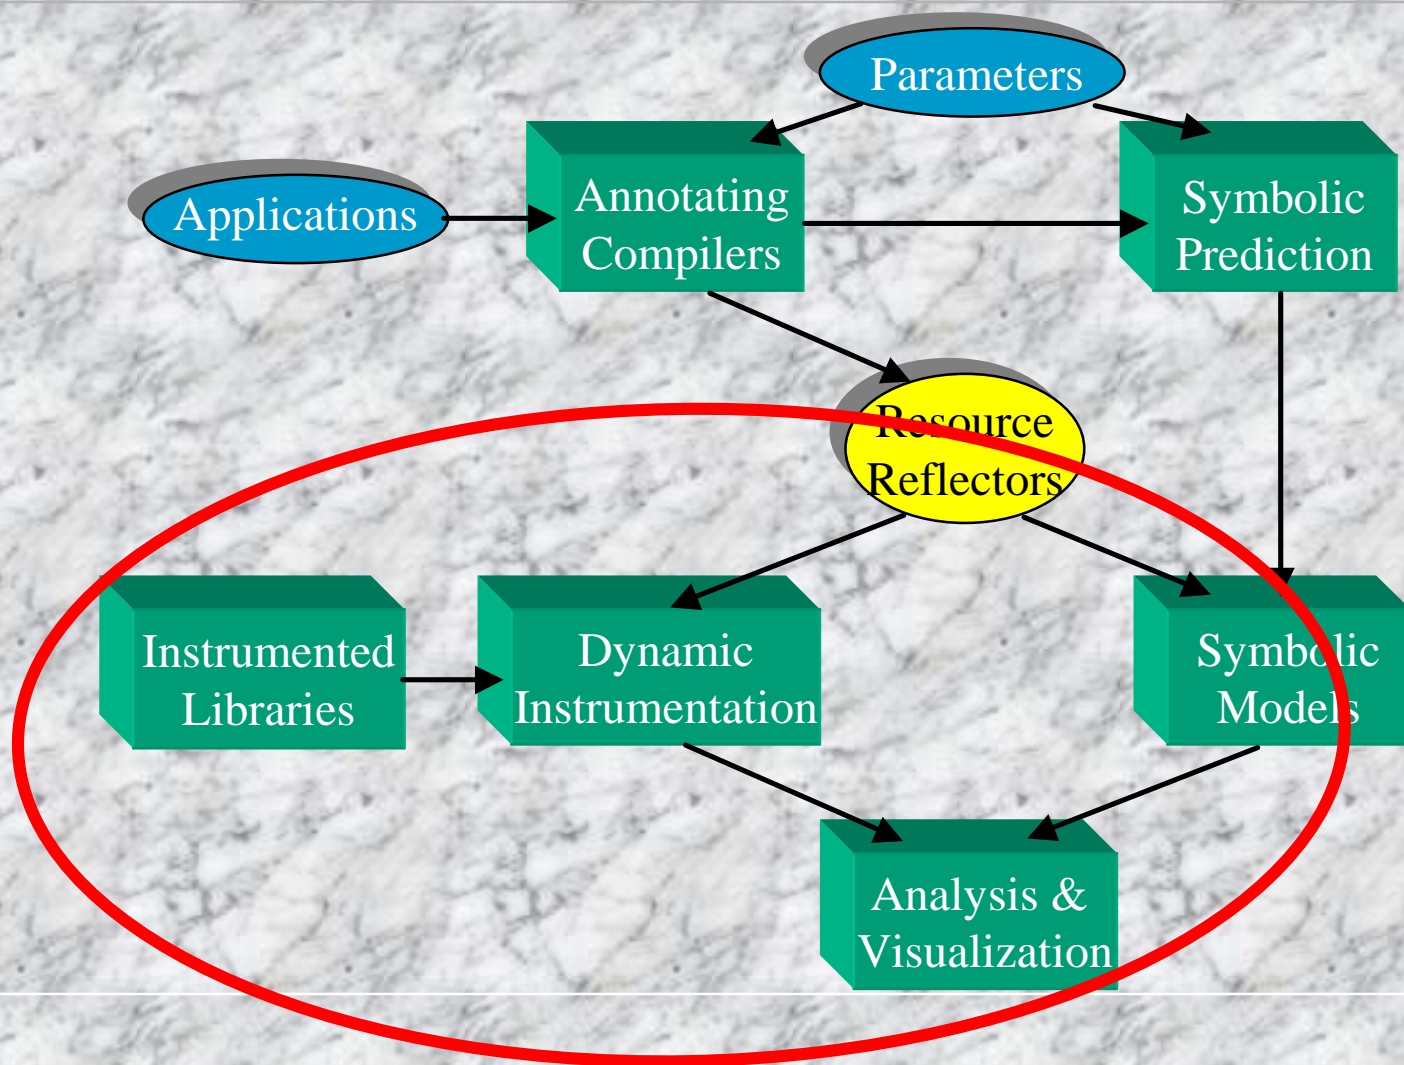 Parameters
Applications
Annotating
Compilers
Symbolic
Prediction
Resource
Reflectors
Instrumented
Libraries
Dynamic
Instrumentation
Symbolic
Models
Analysis &
Visualization